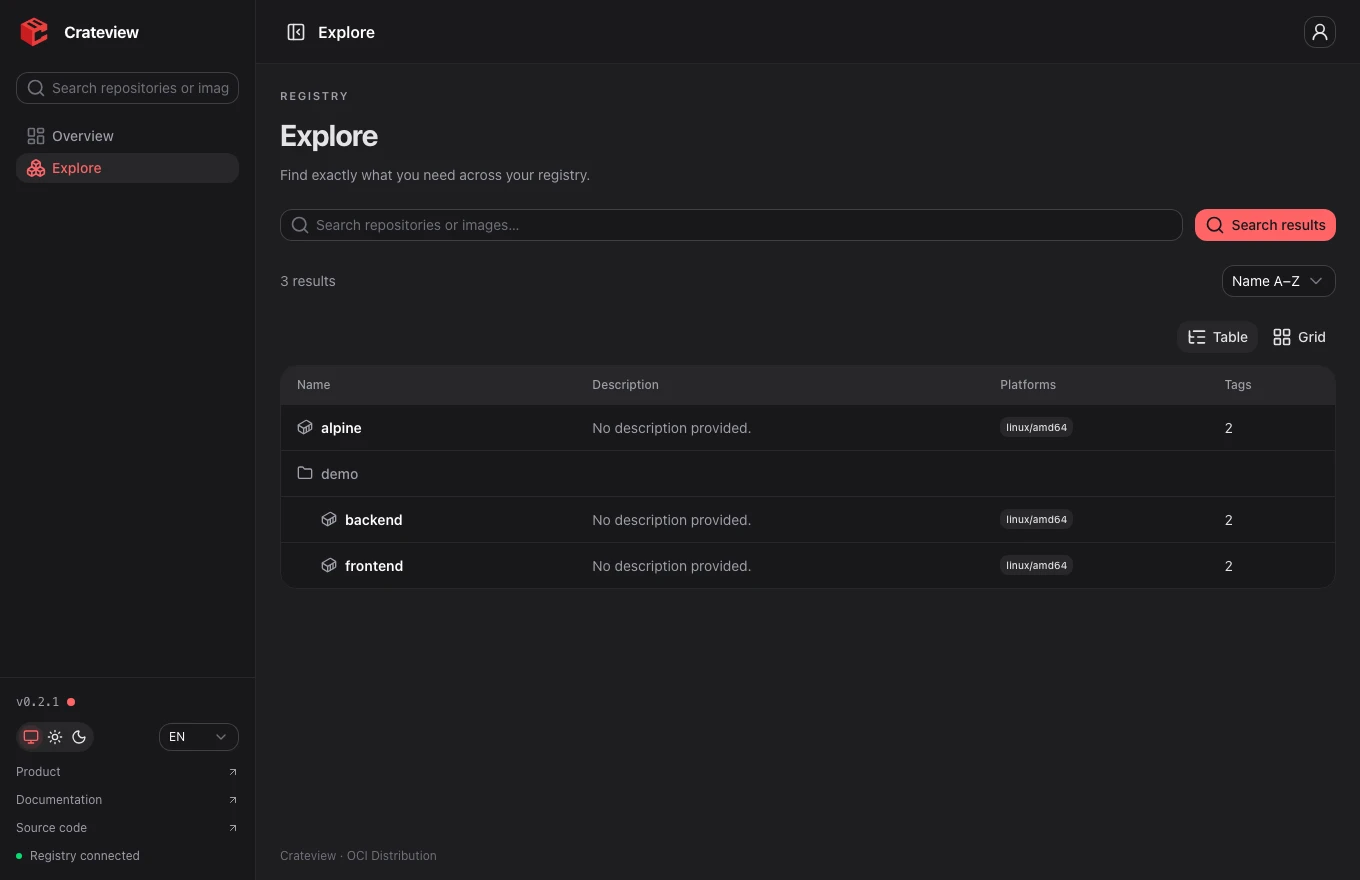 Crateview
Search repositories or imag
Overview
Explore
v0.2.1
EN
Product
Documentation
Source code
Registry connected
Explore
REGISTRY
Explore
Find exactly what you need across your registry.
Search repositories or images...
Search results
3 results
Name A–Z
Table
Grid
Name Description Platforms Tags
alpine No description provided. linux/amd64 2
demo
backend No description provided. linux/amd64 2
frontend No description provided. linux/amd64 2
Crateview · OCI Distribution